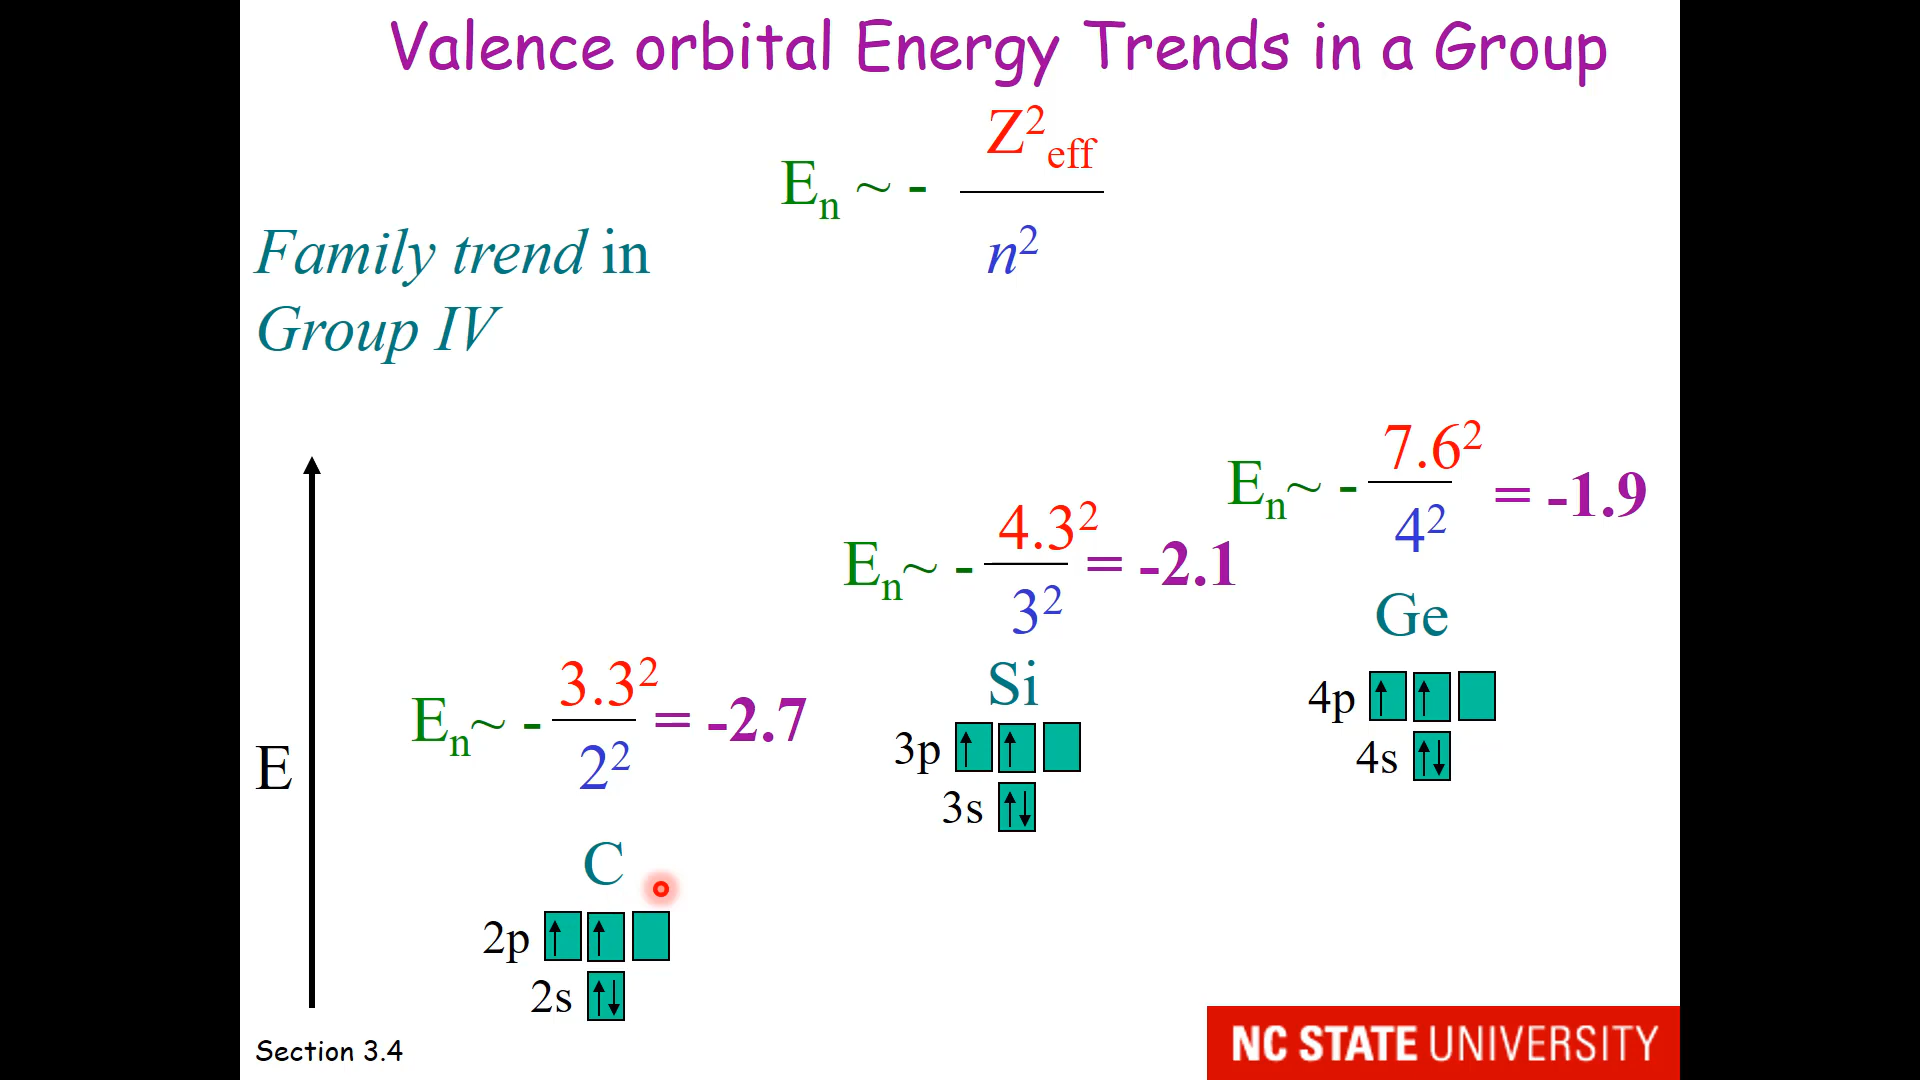 Valence orbital Energy Trends in a Group
Eₙ ~ - Z²eff
n²
Family trend in
Group IV
Eₙ~ - 7.6² = -1.9
4²
Eₙ~ - 4.3² = -2.1
3²
Ge
Eₙ~ - 3.3² = -2.7
2²
Si
4p ↑ ↑
4s ↑↓
3p ↑ ↑
3s ↑↓
E
C
2p ↑ ↑
2s ↑↓
Section 3.4
NC STATE UNIVERSITY